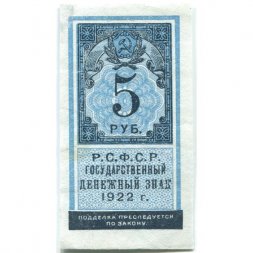 5
РУБ.
Р.С.Ф.С.Р.
ГОСУДАРСТВЕННЫЙ
ДЕНЕЖНЫЙ ЗНАК
1922 г.
ПОДДЕЛКА ПРЕСЛЕДУЕТСЯ
ПО ЗАКОНУ.